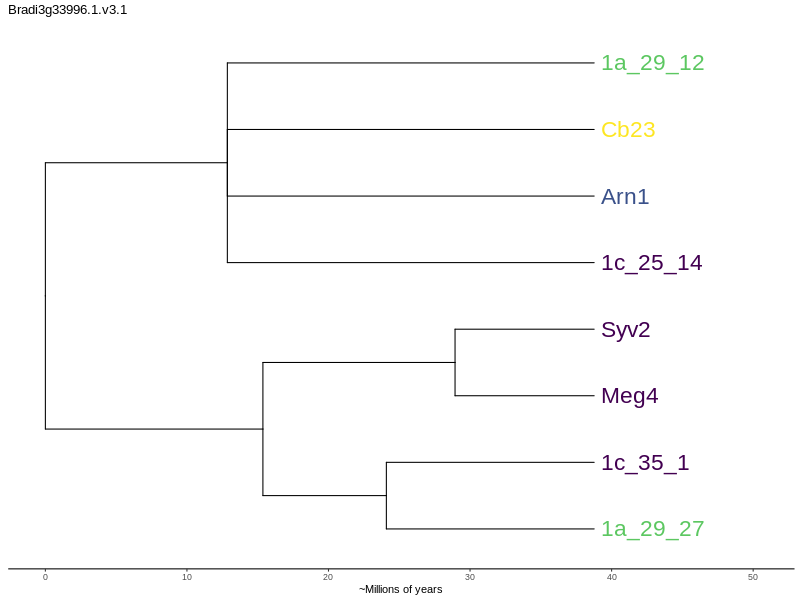 Bradi3g33996.1.v3.1
1a_29_12
Cb23
Arn1
1c_25_14
Syv2
Meg4
1c_35_1
1a_29_27
0 10 20 30 40 50
~Millions of years